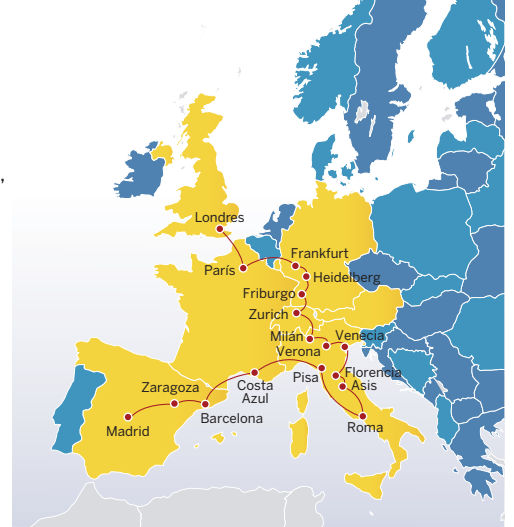 Londres
París
Frankfurt
Heidelberg
Friburgo
Zurich
Milán
Verona
Venecia
Florencia
Asis
Pisa
Roma
Costa
Azul
Zaragoza
Barcelona
Madrid